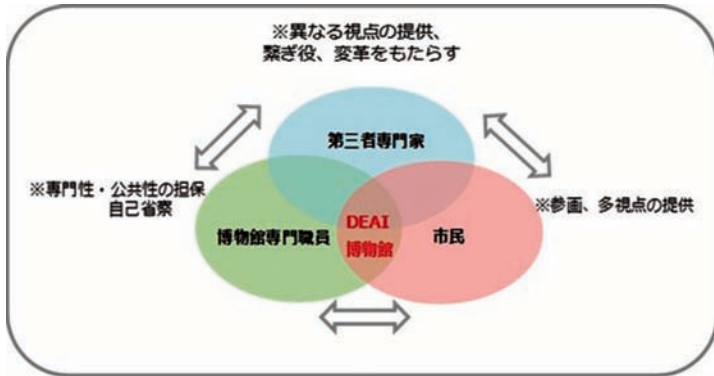 ※異なる視点の提供、
繋ぎ役、変革をもたらす
第三者専門家
※専門性・公共性の担保
自己省察
博物館専門職員
DEAI
博物館
市民
※参画、多視点の提供